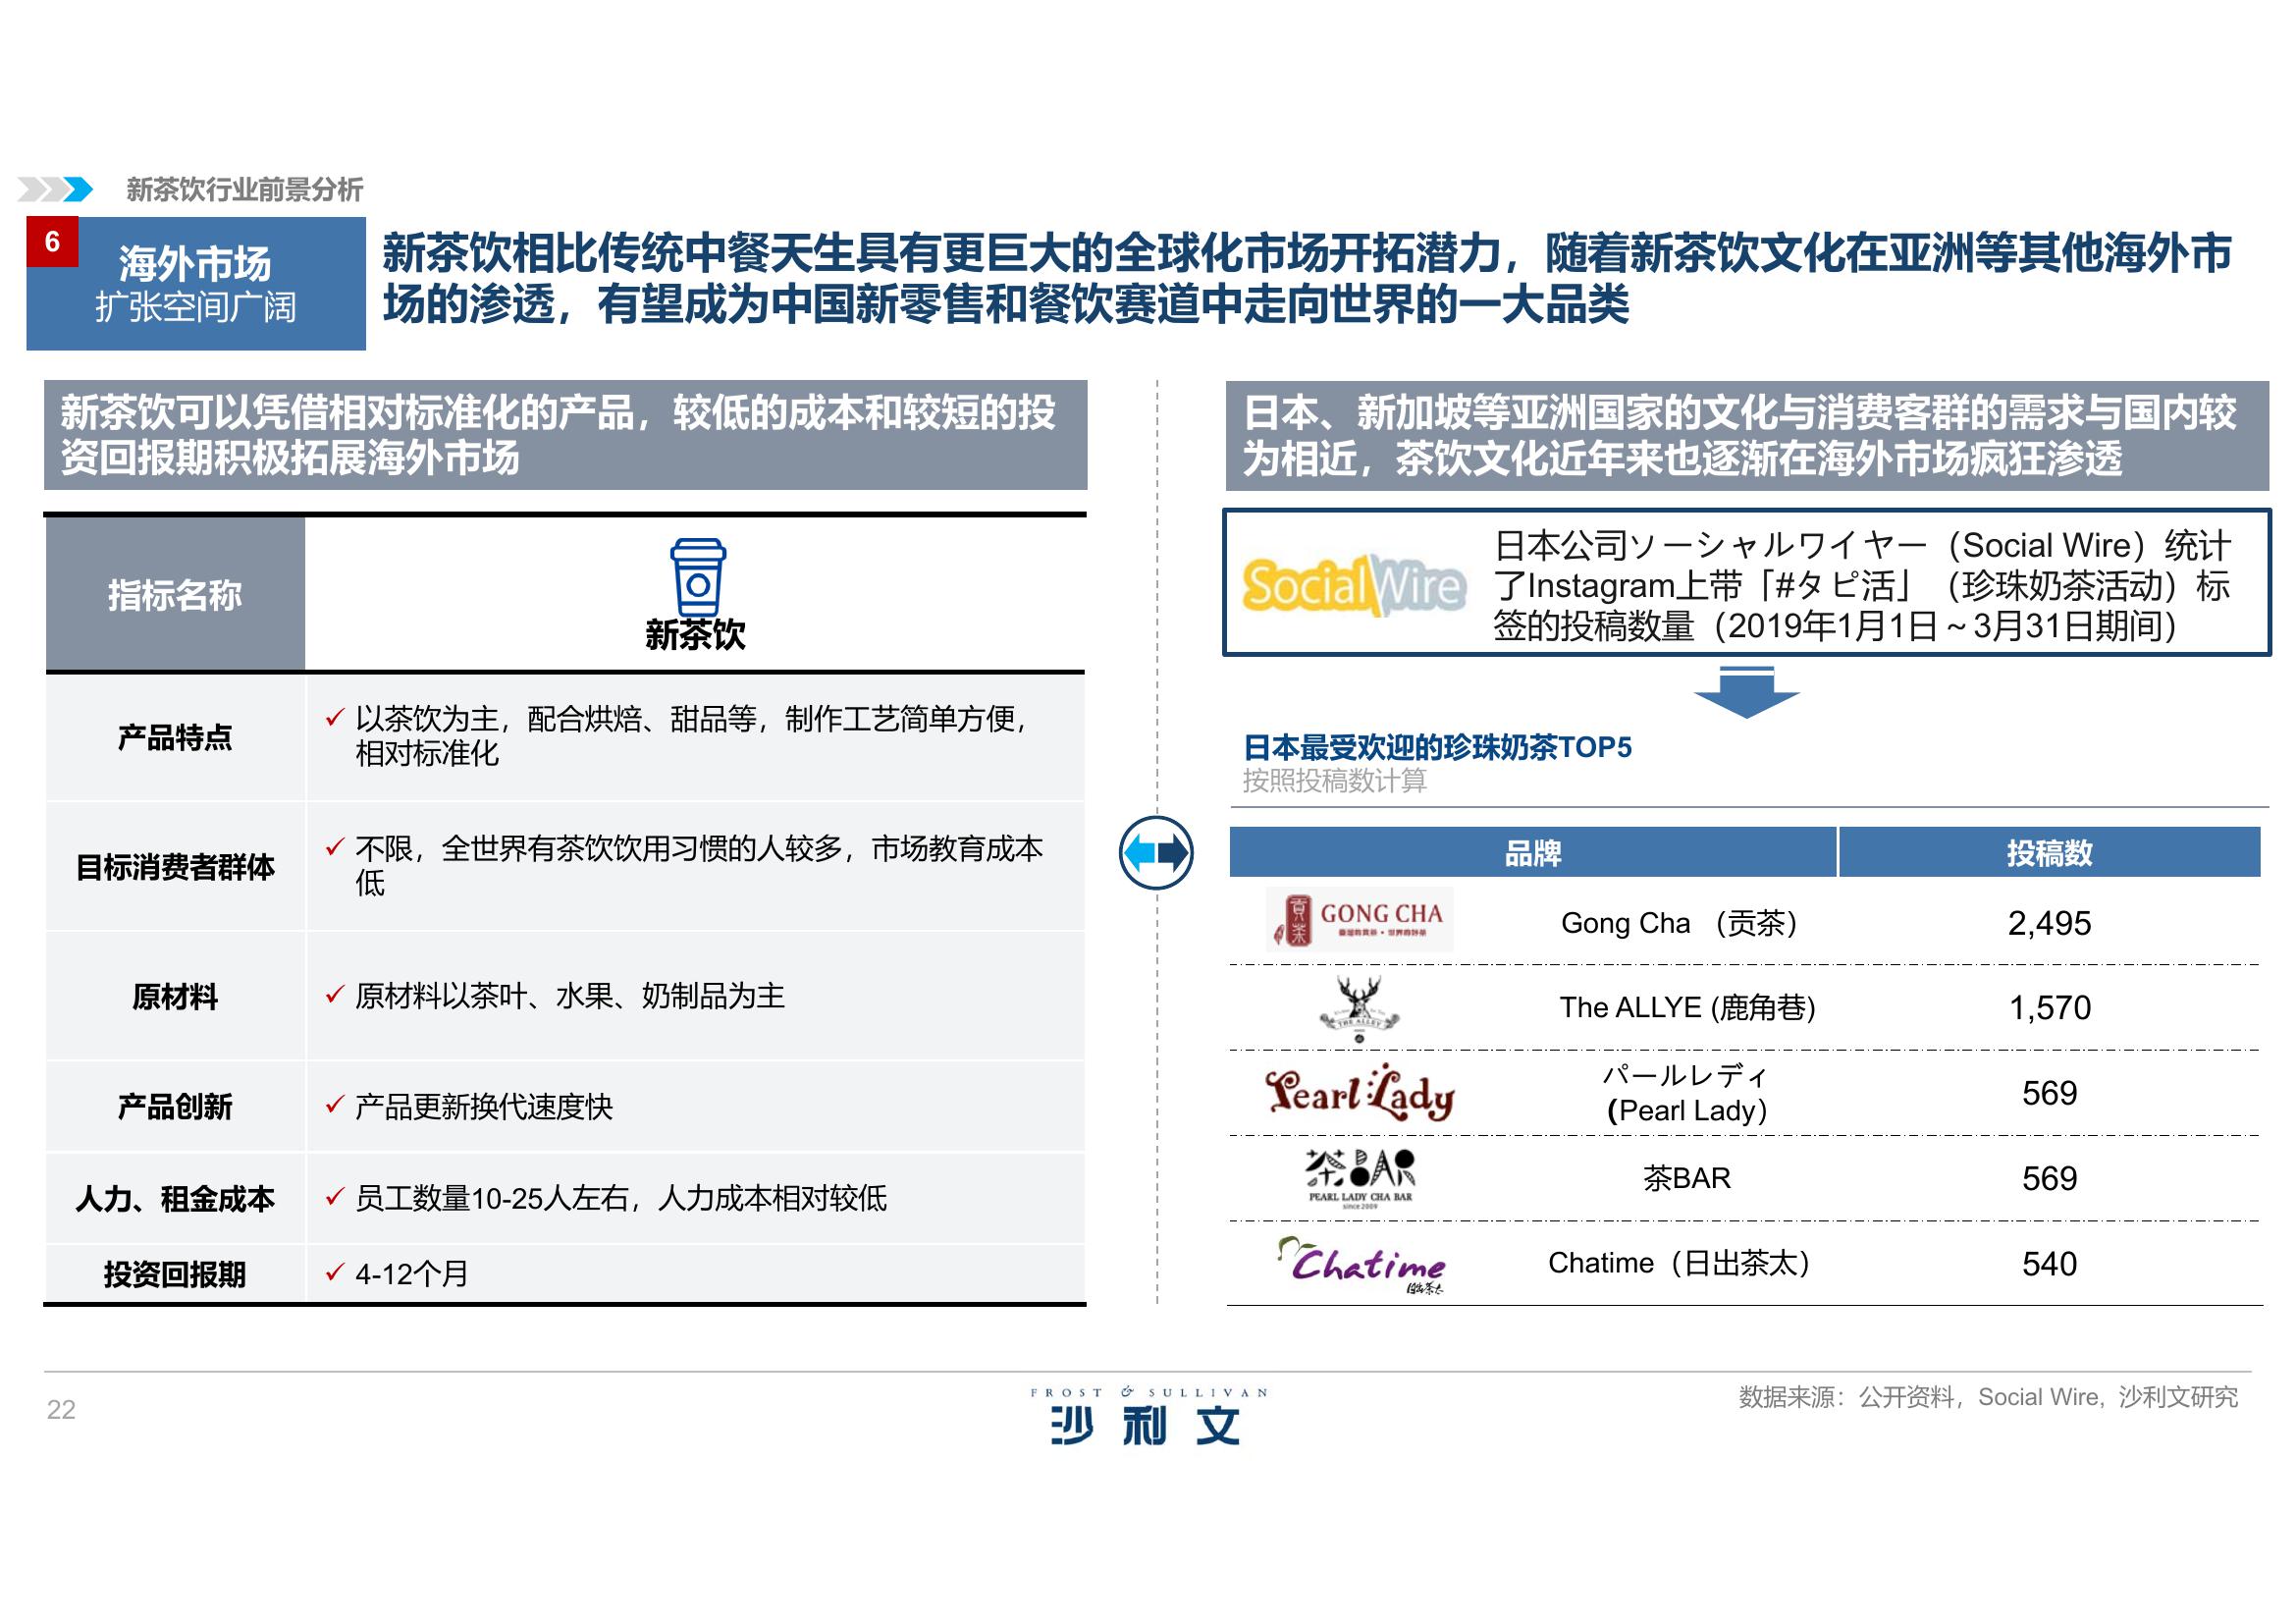 新茶饮行业前景分析
6
海外市场
扩张空间广阔
新茶饮相比传统中餐天生具有更巨大的全球化市场开拓潜力，随着新茶饮文化在亚洲等其他海外市
场的渗透，有望成为中国新零售和餐饮赛道中走向世界的一大品类
新茶饮可以凭借相对标准化的产品，较低的成本和较短的投
资回报期积极拓展海外市场
指标名称
新茶饮
产品特点
✓ 以茶饮为主，配合烘焙、甜品等，制作工艺简单方便，
相对标准化
目标消费者群体
✓ 不限，全世界有茶饮饮用习惯的人较多，市场教育成本
低
原材料
✓ 原材料以茶叶、水果、奶制品为主
产品创新
✓ 产品更新换代速度快
人力、租金成本
✓ 员工数量10-25人左右，人力成本相对较低
投资回报期
✓ 4-12个月
日本、新加坡等亚洲国家的文化与消费客群的需求与国内较
为相近，茶饮文化近年来也逐渐在海外市场疯狂渗透
SocialWire
日本公司ソーシャルワイヤー（Social Wire）统计
了Instagram上带「#タピ活」（珍珠奶茶活动）标
签的投稿数量（2019年1月1日～3月31日期间）
日本最受欢迎的珍珠奶茶TOP5
按照投稿数计算
品牌 投稿数
貢茶 GONG CHA
Gong Cha （贡茶） 2,495
THE ALLEY
The ALLYE (鹿角巷) 1,570
Pearl Lady
パールレディ
(Pearl Lady） 569
茶BAR
PEARL LADY CHA BAR
since 2009
茶BAR 569
Chatime
日出茶太
Chatime（日出茶太） 540
22
FROST & SULLIVAN
沙利文
数据来源：公开资料，Social Wire, 沙利文研究